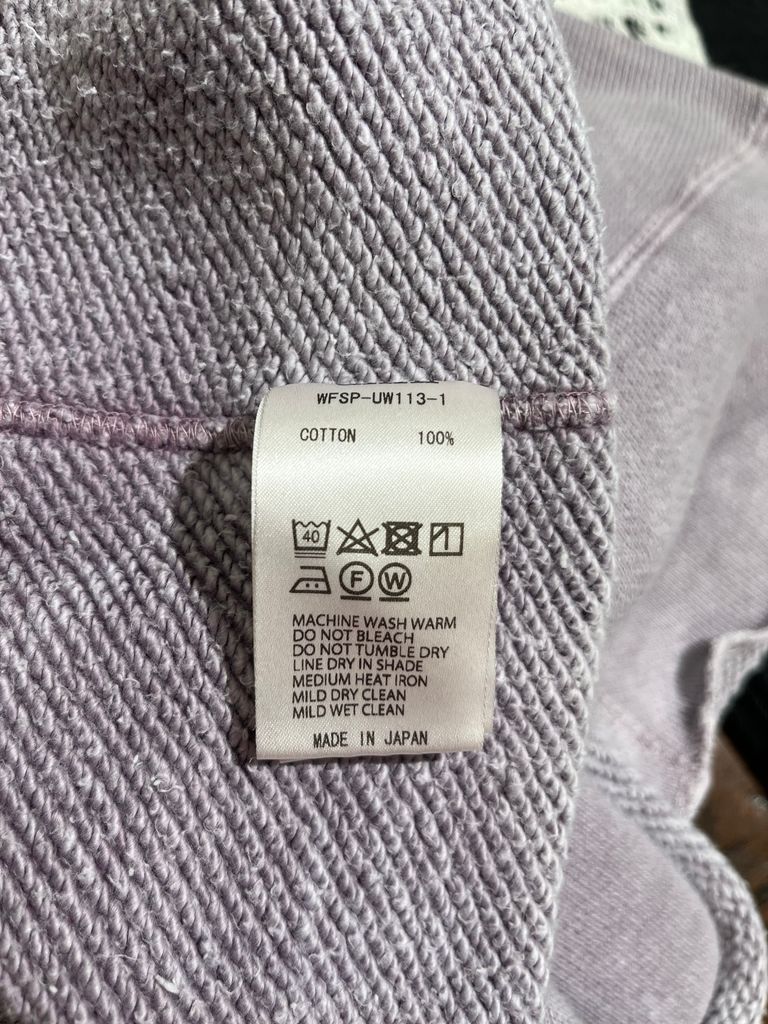 WFSP-UW113-1
COTTON 100%
40
F W
MACHINE WASH WARM
DO NOT BLEACH
DO NOT TUMBLE DRY
LINE DRY IN SHADE
MEDIUM HEAT IRON
MILD DRY CLEAN
MILD WET CLEAN
MADE IN JAPAN